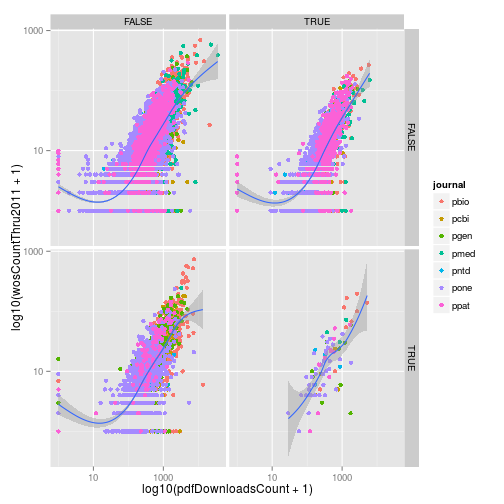 FALSE
TRUE
1000
10
FALSE
1000
10
TRUE
10
1000
10
1000
log10(wosCountThru2011 + 1)
log10(pdfDownloadsCount + 1)
journal
pbio
pcbi
pgen
pmed
pntd
pone
ppat